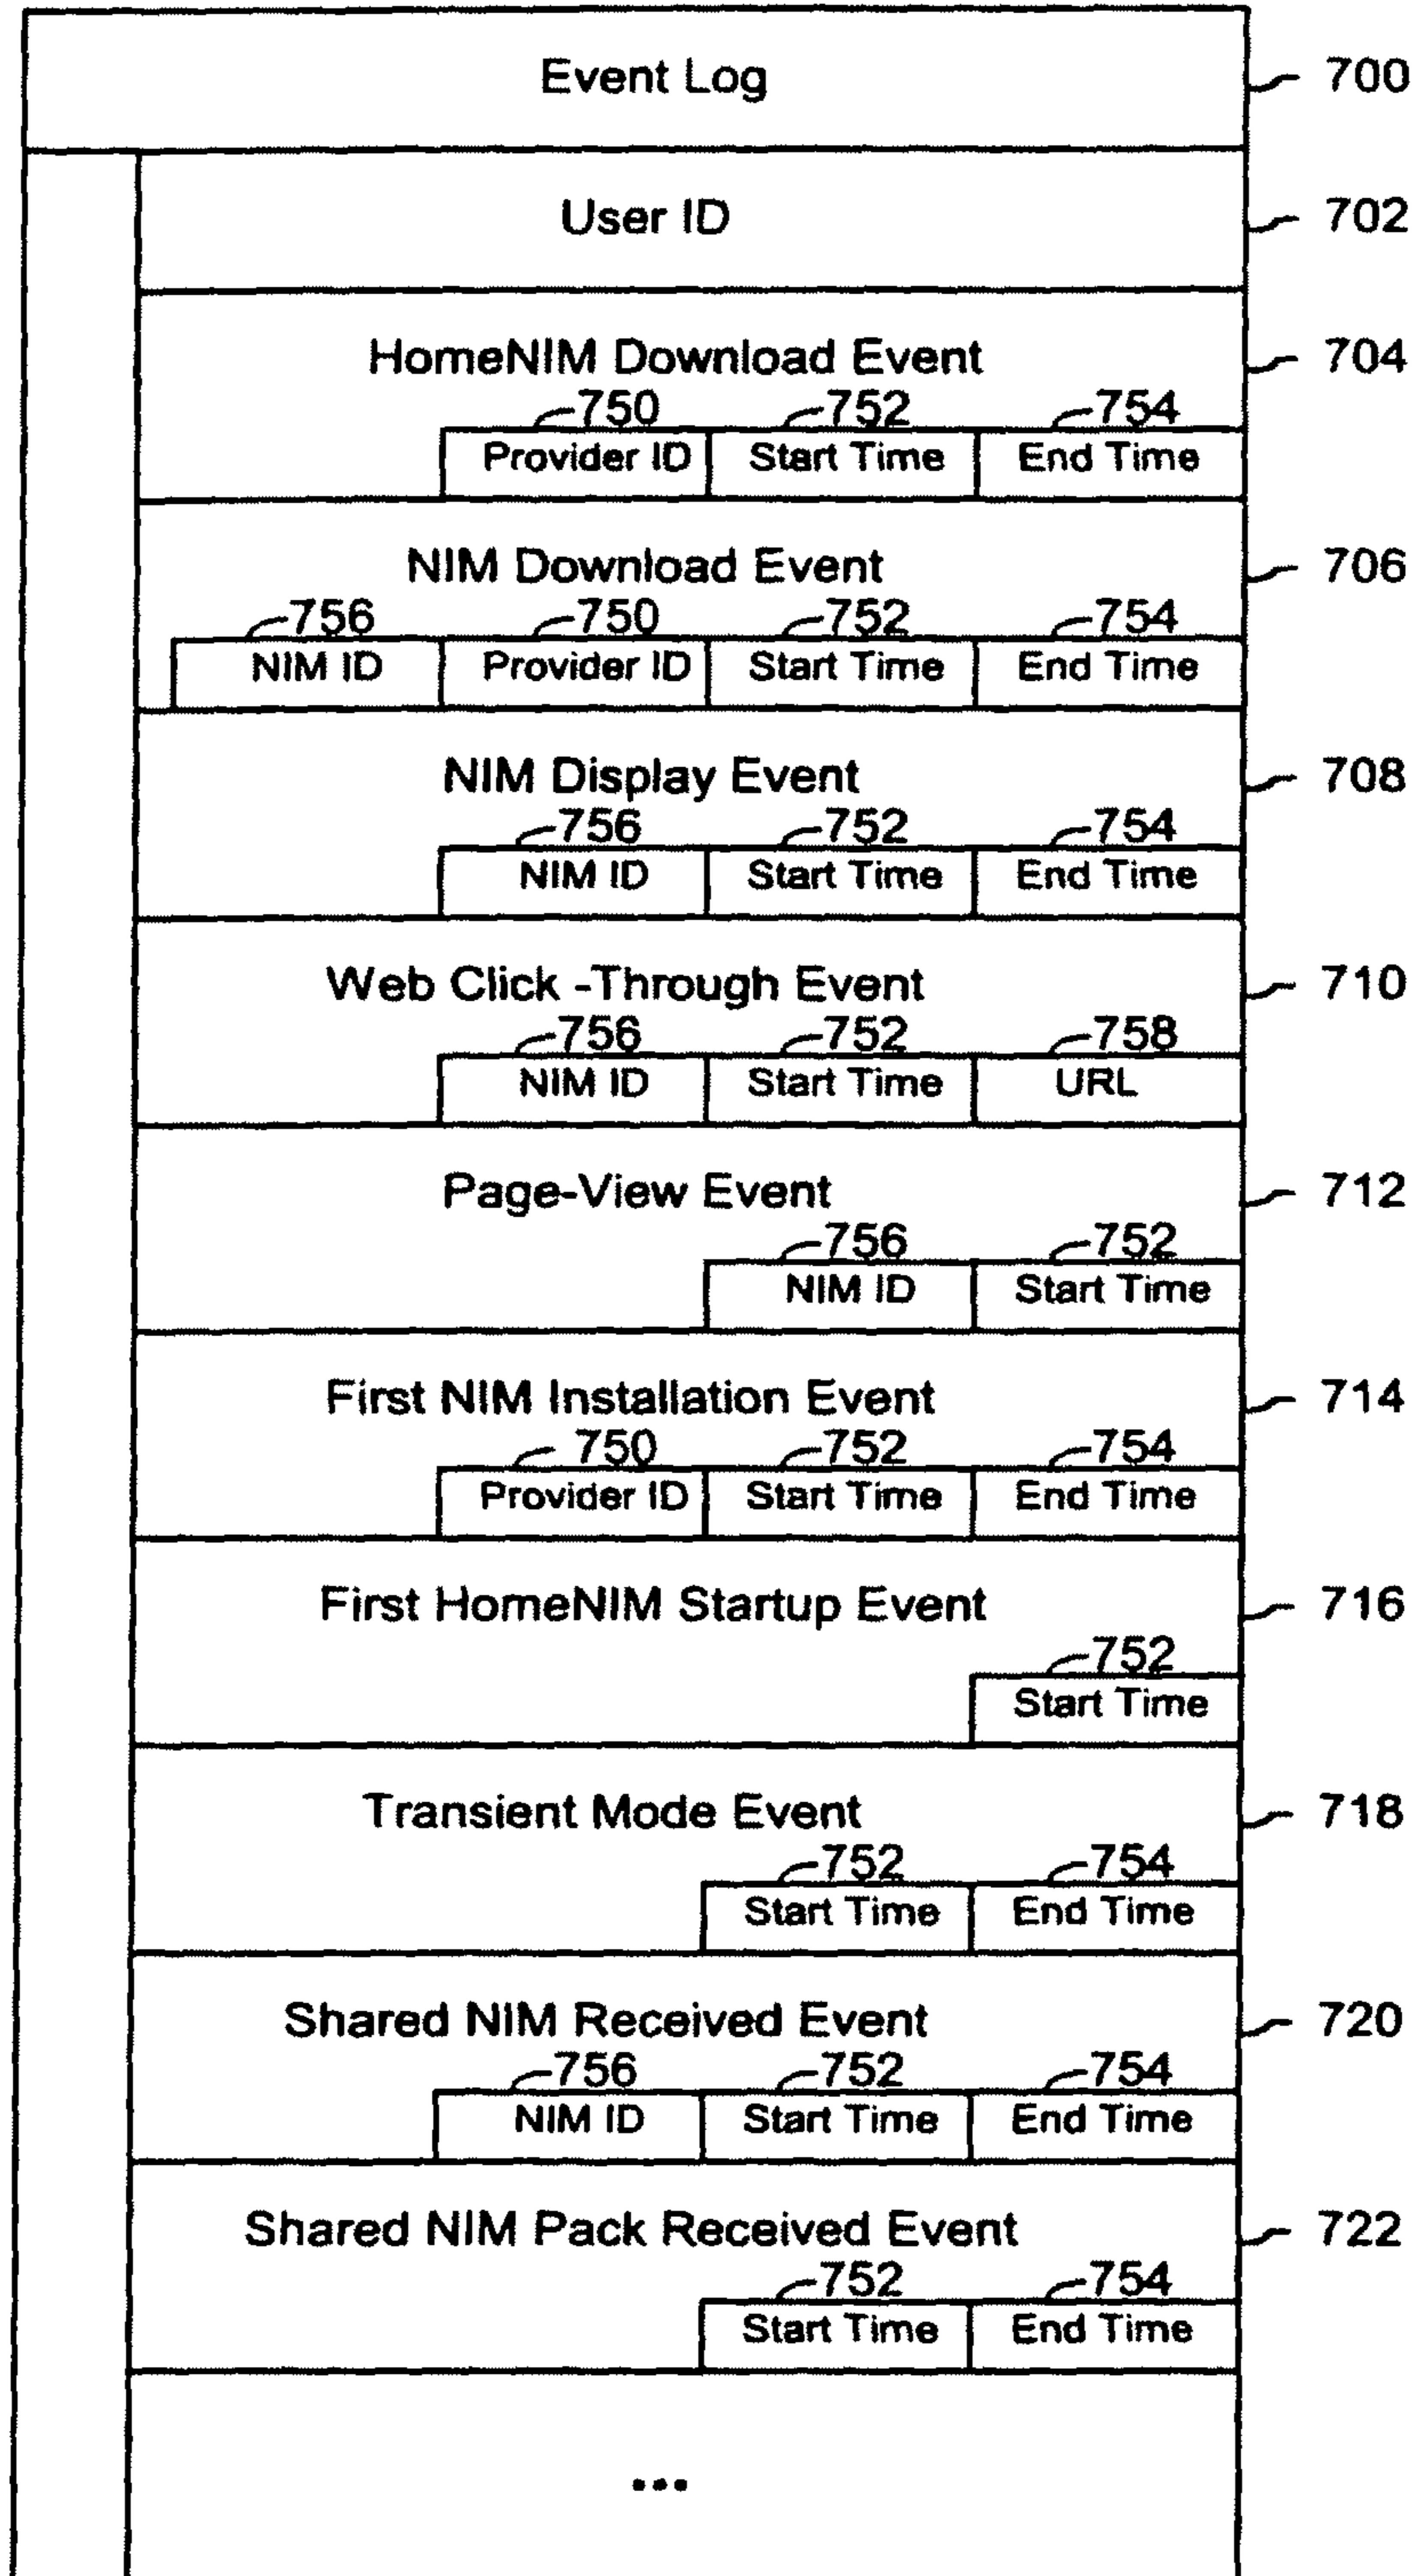 Event Log 700
User ID 702
HomeNIM Download Event 704
750 752 754
Provider ID Start Time End Time
NIM Download Event 706
756 750 752 754
NIM ID Provider ID Start Time End Time
NIM Display Event 708
756 752 754
NIM ID Start Time End Time
Web Click -Through Event 710
756 752 758
NIM ID Start Time URL
Page-View Event 712
756 752
NIM ID Start Time
First NIM Installation Event 714
750 752 754
Provider ID Start Time End Time
First HomeNIM Startup Event 716
752
Start Time
Transient Mode Event 718
752 754
Start Time End Time
Shared NIM Received Event 720
756 752 754
NIM ID Start Time End Time
Shared NIM Pack Received Event 722
752 754
Start Time End Time
...